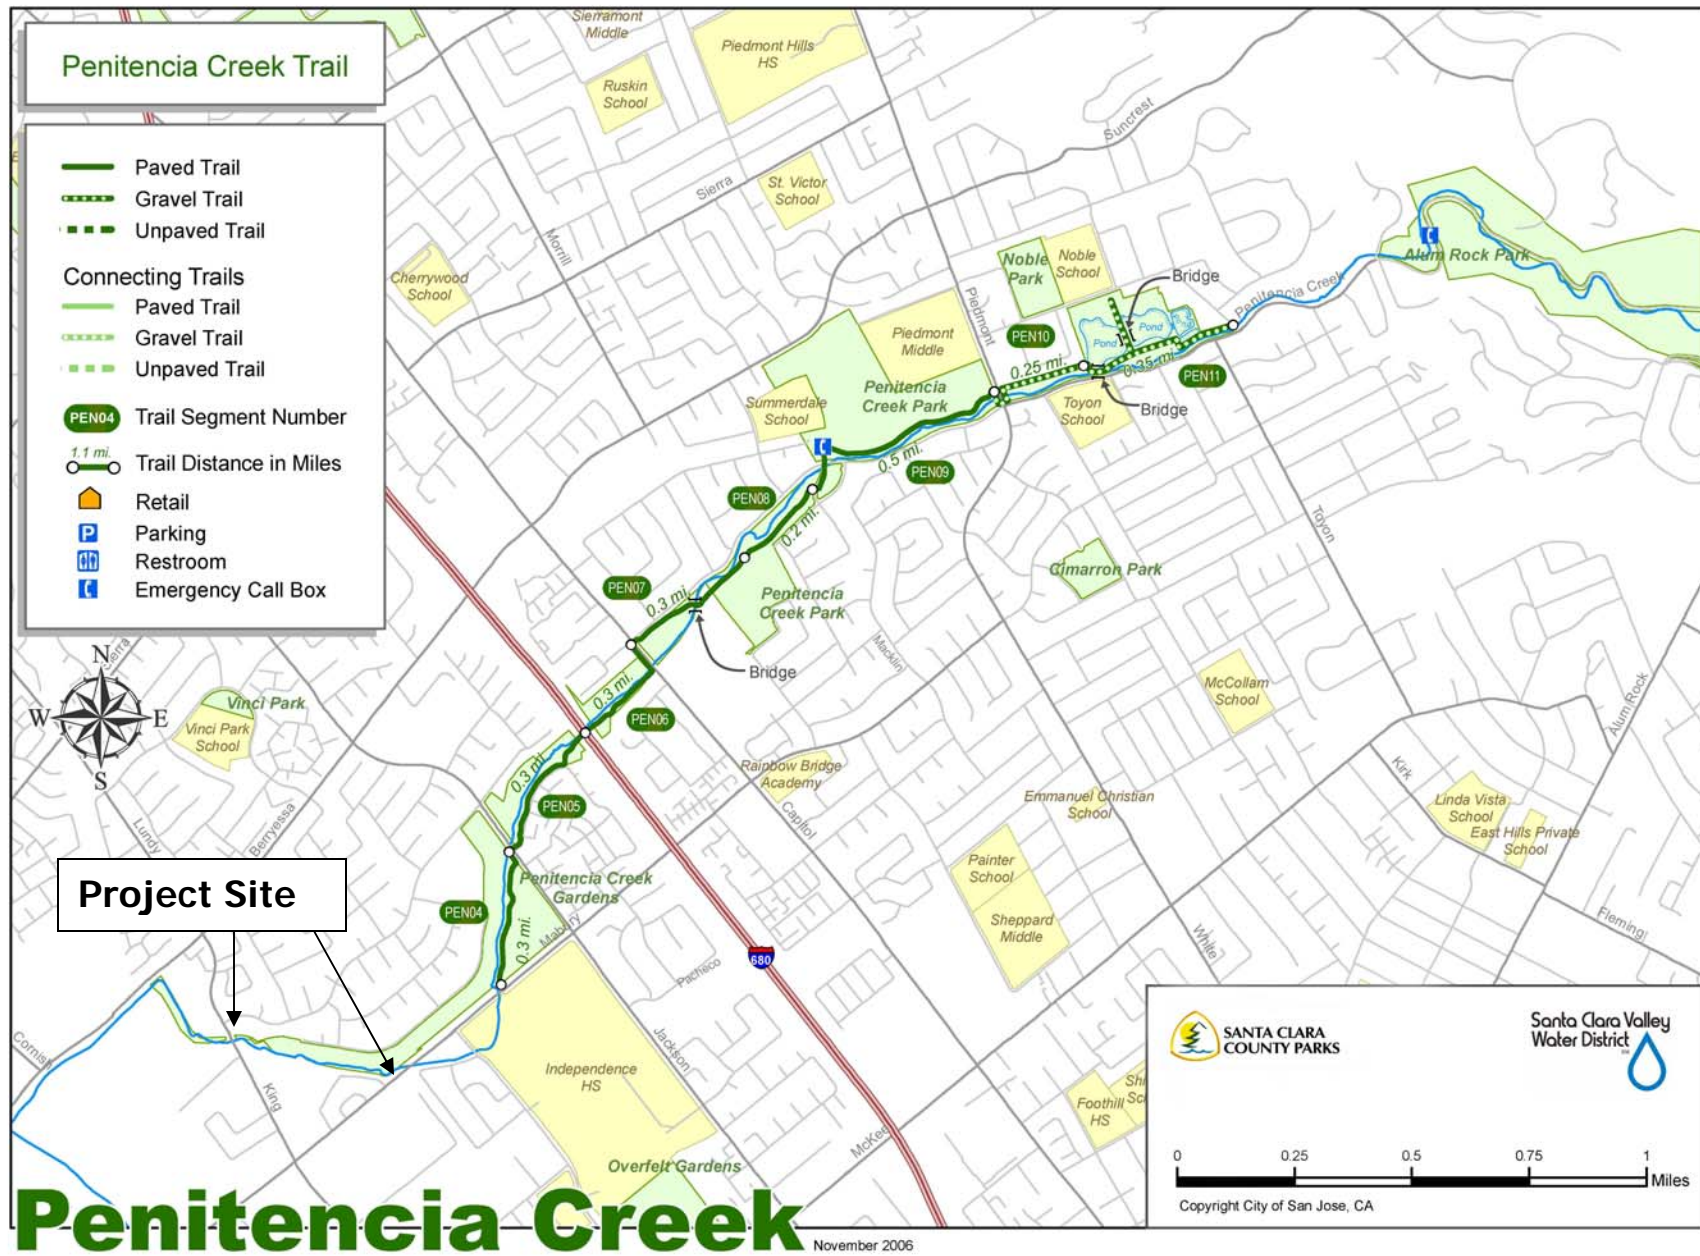 Penitencia Creek Trail
Paved Trail
Gravel Trail
Unpaved Trail
Connecting Trails
Paved Trail
Gravel Trail
Unpaved Trail
PEN04 Trail Segment Number
1.1 mi. Trail Distance in Miles
Retail
P Parking
Restroom
Emergency Call Box
N
W E
S
Sierramont
Middle
Piedmont Hills
HS
Ruskin
School
Suncrest
Sierra
St. Victor
School
Morrill
Cherrywood
School
Noble
Park
Noble
School
Bridge
Alum Rock Park
Penitencia Creek
Piedmont
Piedmont
Middle
PEN10
Pond
Pond
0.25 mi.
0.35 mi.
PEN11
Bridge
Toyon
School
Penitencia
Creek Park
Summerdale
School
0.5 mi.
PEN09
PEN08
0.2 mi.
Toyon
Cimarron Park
PEN07
0.3 mi.
Penitencia
Creek Park
Macklin
Bridge
Sierra
0.3 mi.
PEN06
Vinci Park
Vinci Park
School
McCollam
School
Alum Rock
0.3 mi.
PEN05
Rainbow Bridge
Academy
Capitol
Emmanuel Christian
School
Kirk
Linda Vista
School
East Hills Private
School
Lundy
Berryessa
Project Site
Penitencia Creek
Gardens
PEN04
0.3 mi.
Mabury
Painter
School
Sheppard
Middle
Fleming
White
680
Pacheco
Jackson
Cornish
King
Independence
HS
McKee
Foothill
HS
Overfelt Gardens
SANTA CLARA
COUNTY PARKS
Santa Clara Valley
Water District
0 0.25 0.5 0.75 1
Miles
Copyright City of San Jose, CA
Penitencia Creek
November 2006